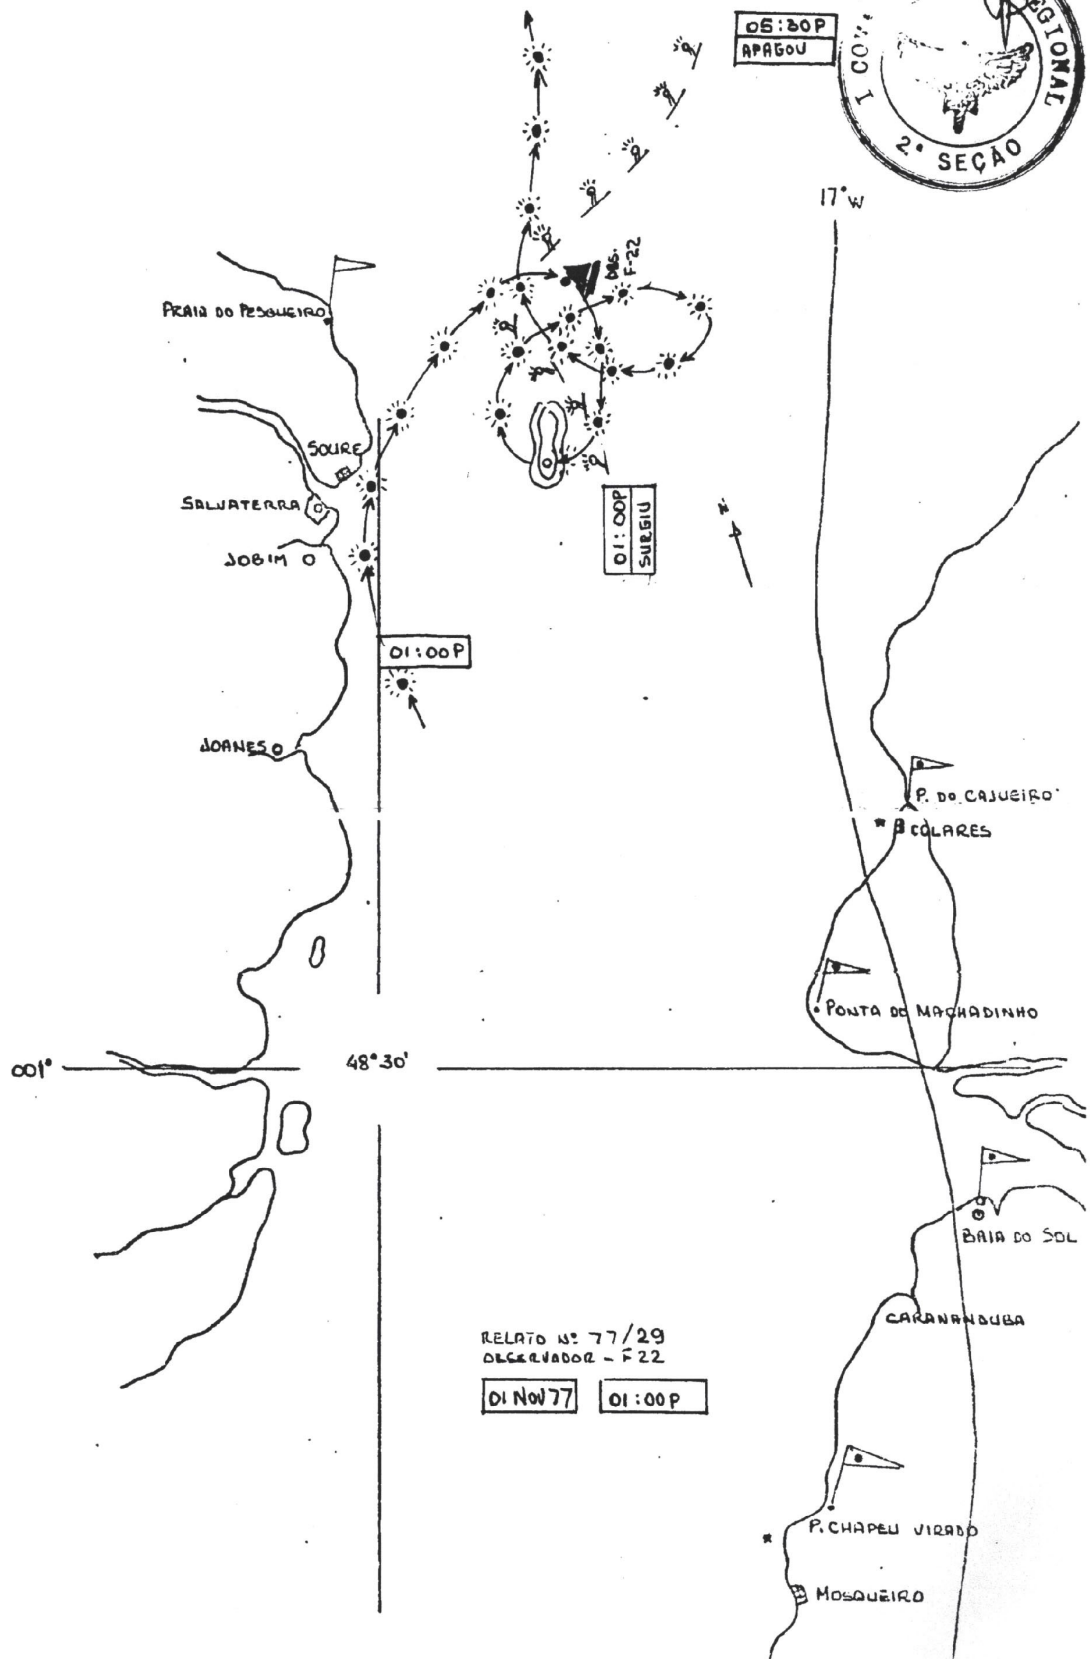 05:30P
APAGOU
I CO
EGIONAL
2ª SEÇÃO
17°W
OBS.
F-22
PRAIA DO PESQUEIRO
SOURE
SALVATERRA
JOBIM
01:00P
SURGIU
N
01:00P
JOANES
P. DO CAJUEIRO
COLARES
PONTA DO MACHADINHO
001°
48°30'
BAIA DO SOL
CARANANDUBA
RELATO Nº 77/29
OBSERVADOR - F22
01 NOV 77
01:00P
P. CHAPEU VIRADO
MOSQUEIRO